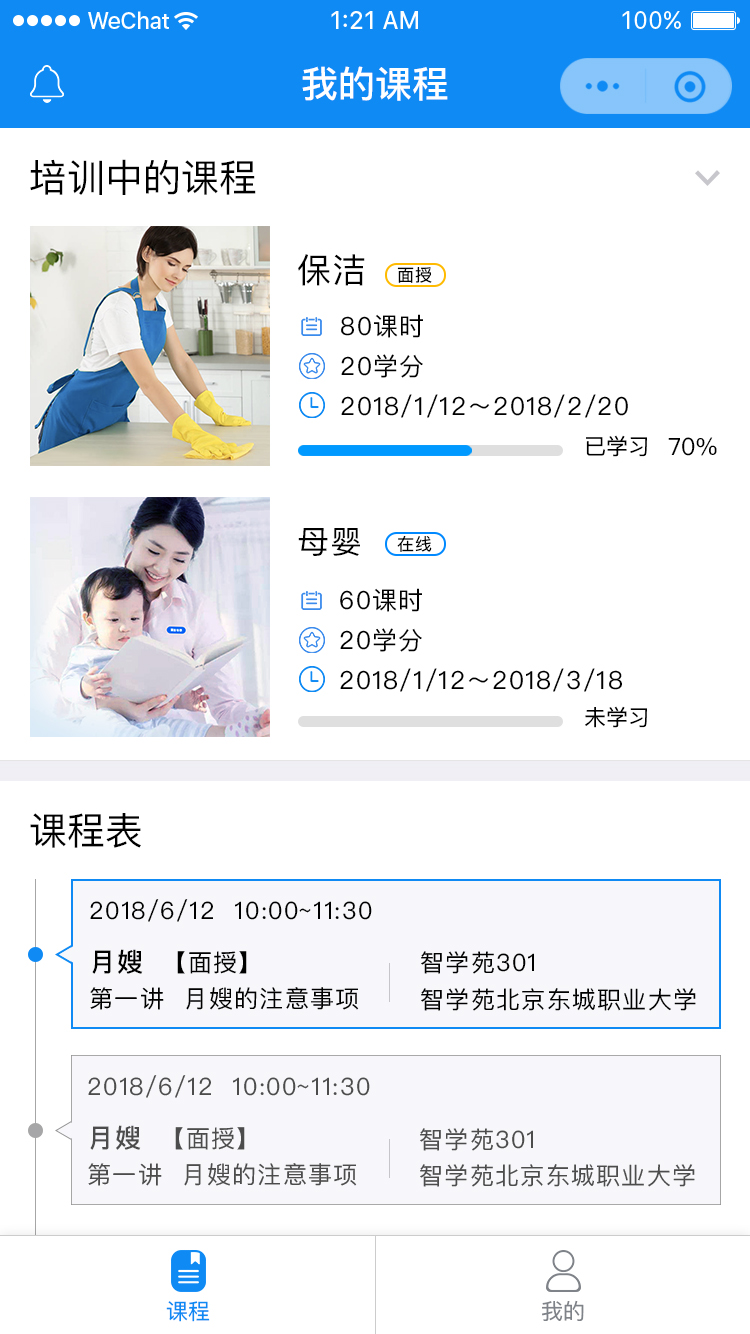 WeChat 1:21 AM 100%
我的课程
培训中的课程
保洁 面授
80课时
20学分
2018/1/12～2018/2/20
已学习 70%
母婴 在线
60课时
20学分
2018/1/12～2018/3/18
未学习
课程表
2018/6/12 10:00~11:30
月嫂 【面授】
第一讲 月嫂的注意事项
智学苑301
智学苑北京东城职业大学
2018/6/12 10:00~11:30
月嫂 【面授】
第一讲 月嫂的注意事项
智学苑301
智学苑北京东城职业大学
课程
我的